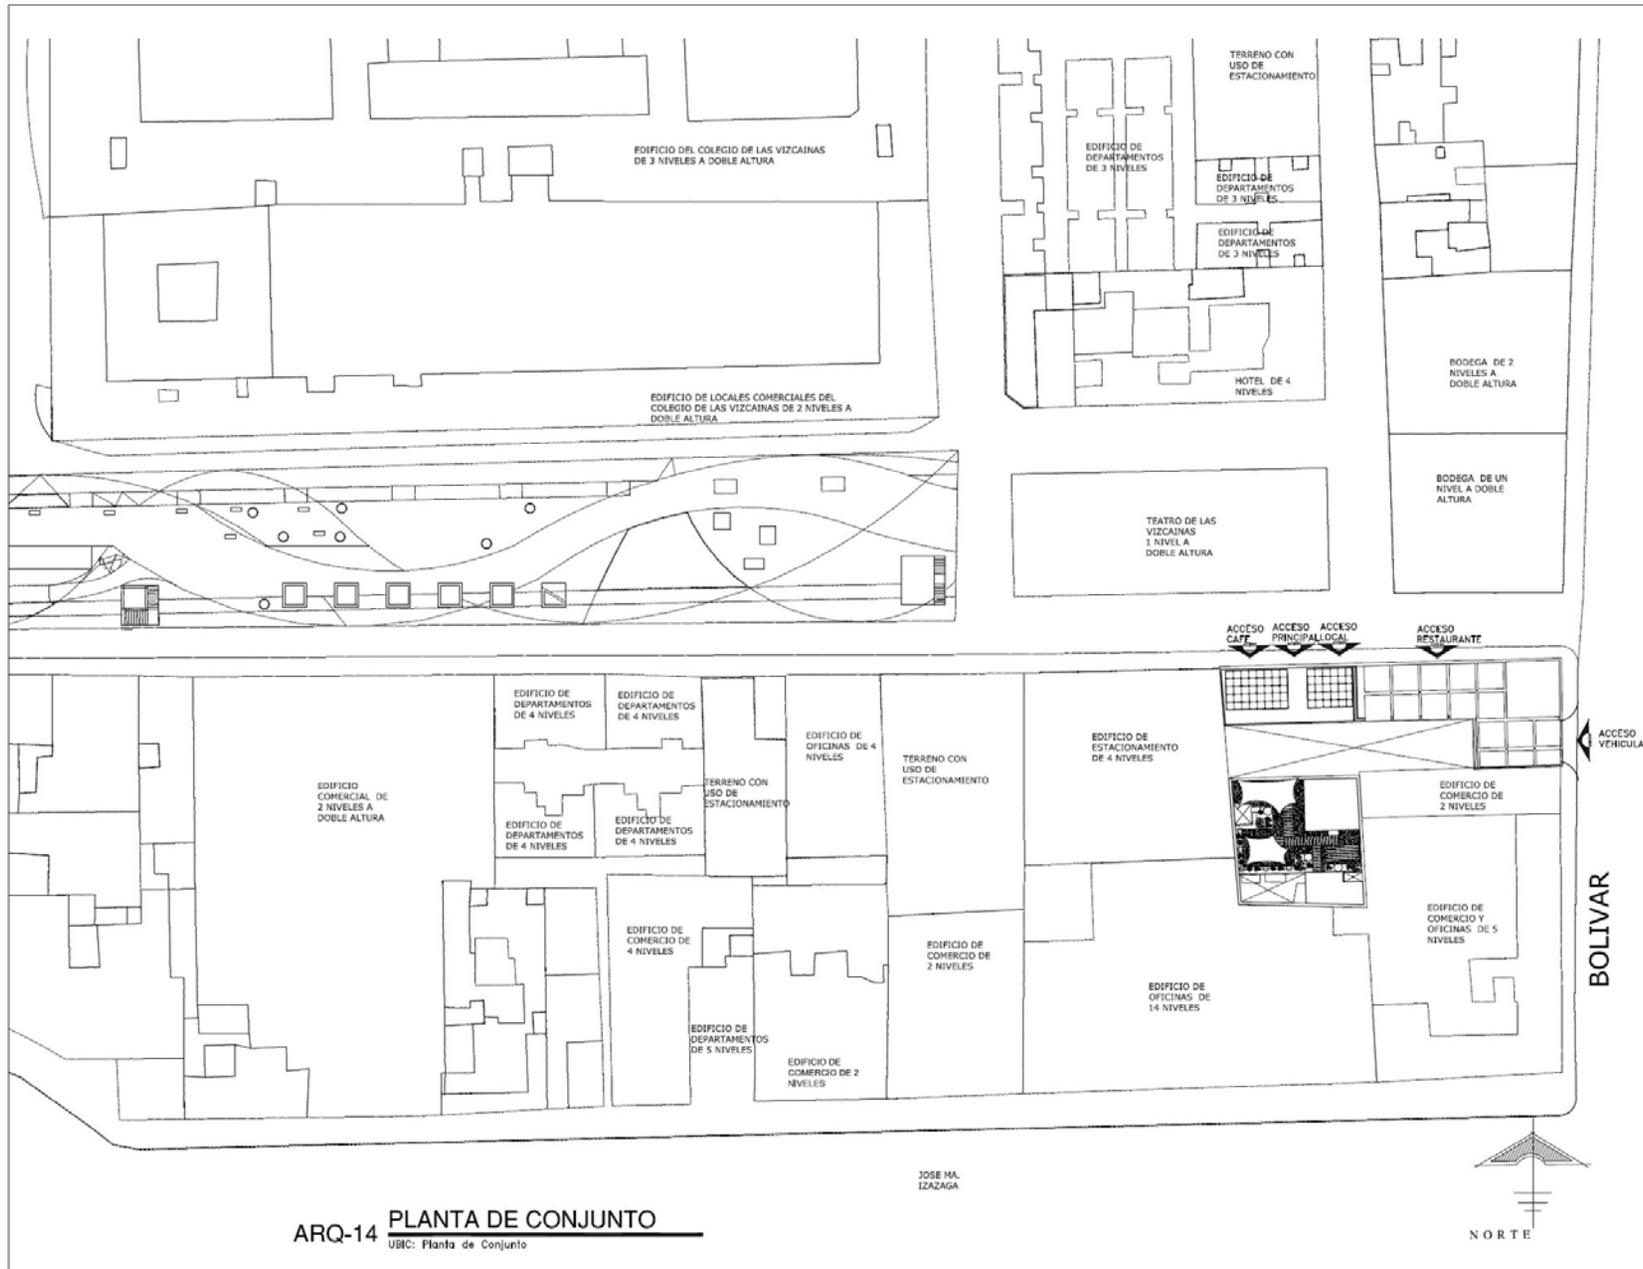 TERRENO CON
USO DE
ESTACIONAMIENTO
EDIFICIO DEL COLEGIO DE LAS VIZCAINAS
DE 3 NIVELES A DOBLE ALTURA
EDIFICIO DE
DEPARTAMENTOS
DE 3 NIVELES
EDIFICIO DE
DEPARTAMENTOS
DE 3 NIVELES
EDIFICIO DE
DEPARTAMENTOS
DE 3 NIVELES
BODEGA DE 2
NIVELES A
DOBLE ALTURA
HOTEL DE 4
NIVELES
EDIFICIO DE LOCALES COMERCIALES DEL
COLEGIO DE LAS VIZCAINAS DE 2 NIVELES A
DOBLE ALTURA
BODEGA DE UN
NIVEL A DOBLE
ALTURA
TEATRO DE LAS
VIZCAINAS
1 NIVEL A
DOBLE ALTURA
ACCESO
CAFE
ACCESO
PRINCIPAL
ACCESO
LOCAL
ACCESO
RESTAURANTE
EDIFICIO DE
DEPARTAMENTOS
DE 4 NIVELES
EDIFICIO DE
DEPARTAMENTOS
DE 4 NIVELES
EDIFICIO DE
OFICINAS DE 4
NIVELES
EDIFICIO DE
ESTACIONAMIENTO
DE 4 NIVELES
ACCESO
VEHICULA
TERRENO CON
USO DE
ESTACIONAMIENTO
TERRENO CON
USO DE
ESTACIONAMIENTO
EDIFICIO
COMERCIAL DE
2 NIVELES A
DOBLE ALTURA
EDIFICIO DE
COMERCIO DE
2 NIVELES
EDIFICIO DE
DEPARTAMENTOS
DE 4 NIVELES
EDIFICIO DE
DEPARTAMENTOS
DE 4 NIVELES
BOLIVAR
EDIFICIO DE
COMERCIO Y
OFICINAS DE 5
NIVELES
EDIFICIO DE
COMERCIO DE
4 NIVELES
EDIFICIO DE
COMERCIO DE
2 NIVELES
EDIFICIO DE
OFICINAS DE
14 NIVELES
EDIFICIO DE
DEPARTAMENTOS
DE 5 NIVELES
EDIFICIO DE
COMERCIO DE 2
NIVELES
JOSE MA.
IZAZAGA
ARQ-14 PLANTA DE CONJUNTO
UBIC: Planta de Conjunto
NORTE